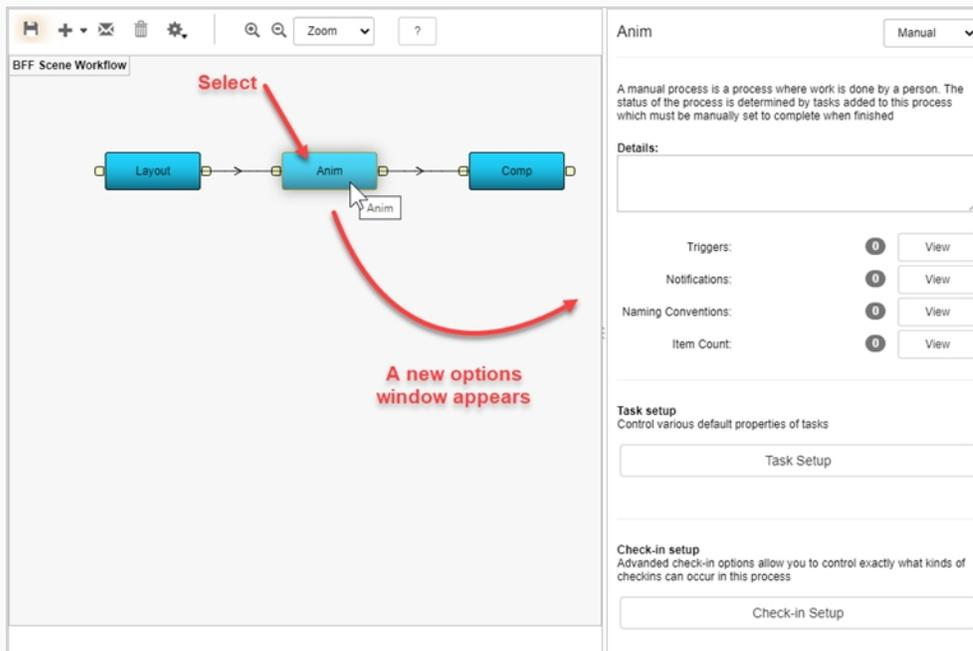 Zoom
?
BFF Scene Workflow
Select
Layout
Anim
Comp
Anim
A new options
window appears
Anim
Manual
A manual process is a process where work is done by a person. The
status of the process is determined by tasks added to this process
which must be manually set to complete when finished
Details:
Triggers:
0
View
Notifications:
0
View
Naming Conventions:
0
View
Item Count:
0
View
Task setup
Control various default properties of tasks
Task Setup
Check-in setup
Advanded check-in options allow you to control exactly what kinds of
checkins can occur in this process
Check-in Setup